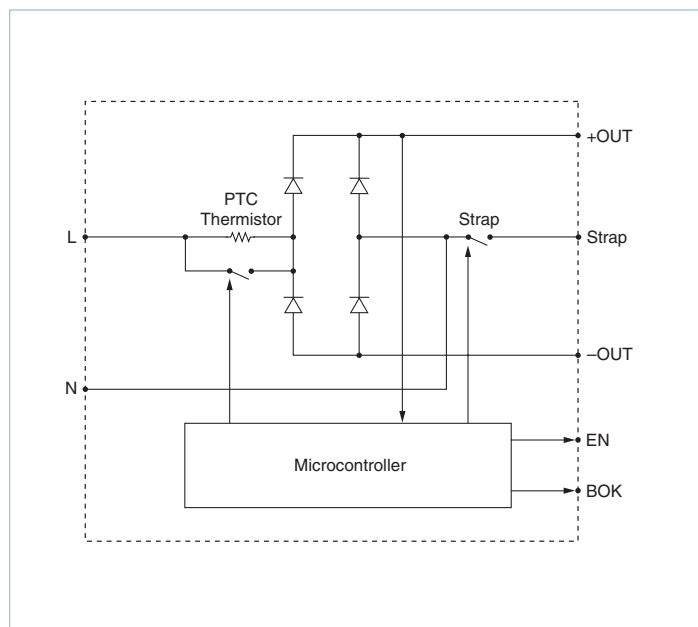 +OUT
PTC
Thermistor
Strap
L
Strap
–OUT
N
EN
Microcontroller
BOK